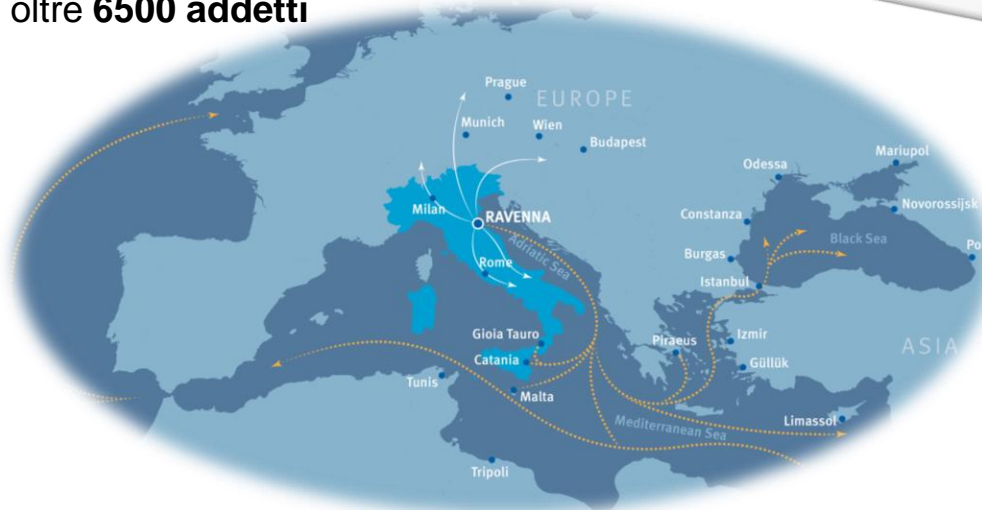 oltre 6500 addetti
Prague
EUROPE
Munich
Wien
Budapest
Odessa
Mariupol
Milan
RAVENNA
Constanza
Novorossijsk
Adriatic Sea
Black Sea
Rome
Burgas
Po
Istanbul
Gioia Tauro
Piraeus
Izmir
ASIA
Catania
Güllük
Tunis
Malta
Mediterranean Sea
Limassol
Tripoli